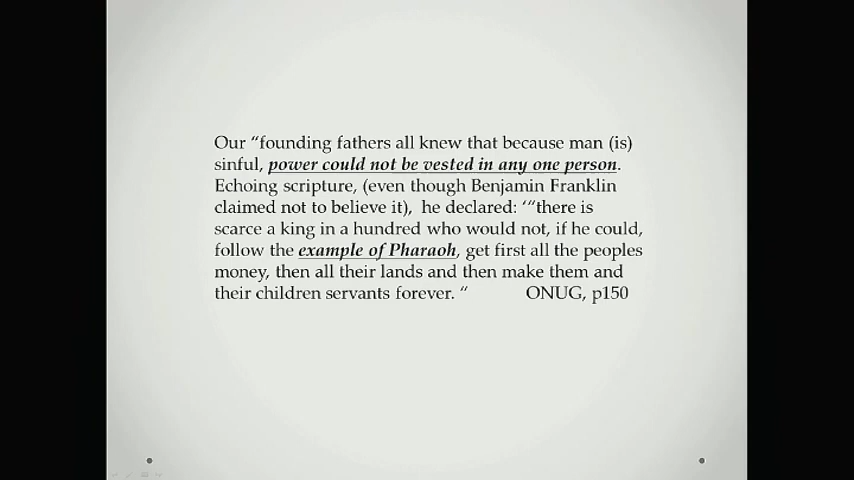 Our “founding fathers all knew that because man (is)
sinful, power could not be vested in any one person.
Echoing scripture, (even though Benjamin Franklin
claimed not to believe it),  he declared: ‘“there is
scarce a king in a hundred who would not, if he could,
follow the example of Pharaoh, get first all the peoples
money, then all their lands and then make them and
their children servants forever. “ ONUG, p150